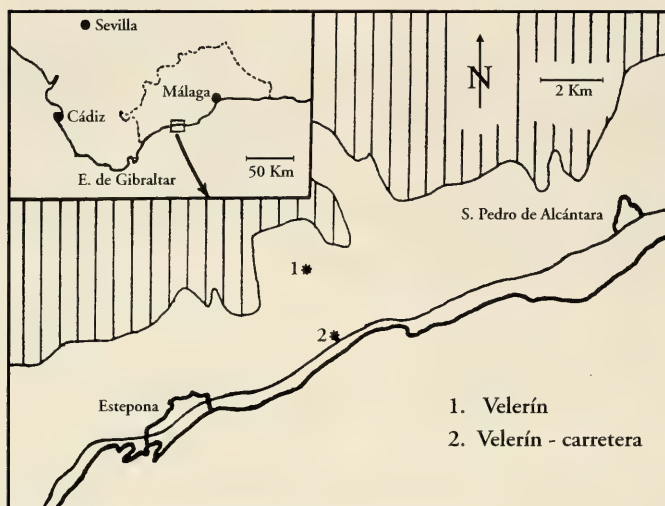 Sevilla
Málaga
Cádiz
E. de Gibraltar
50 Km
N
2 Km
S. Pedro de Alcántara
1
2
Estepona
1. Velerín
2. Velerín - carretera